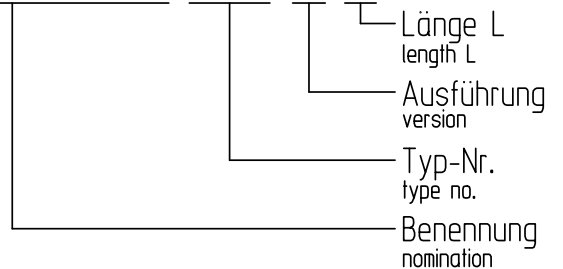 Länge L
length L
Ausführung
version
Typ-Nr.
type no.
Benennung
nomination